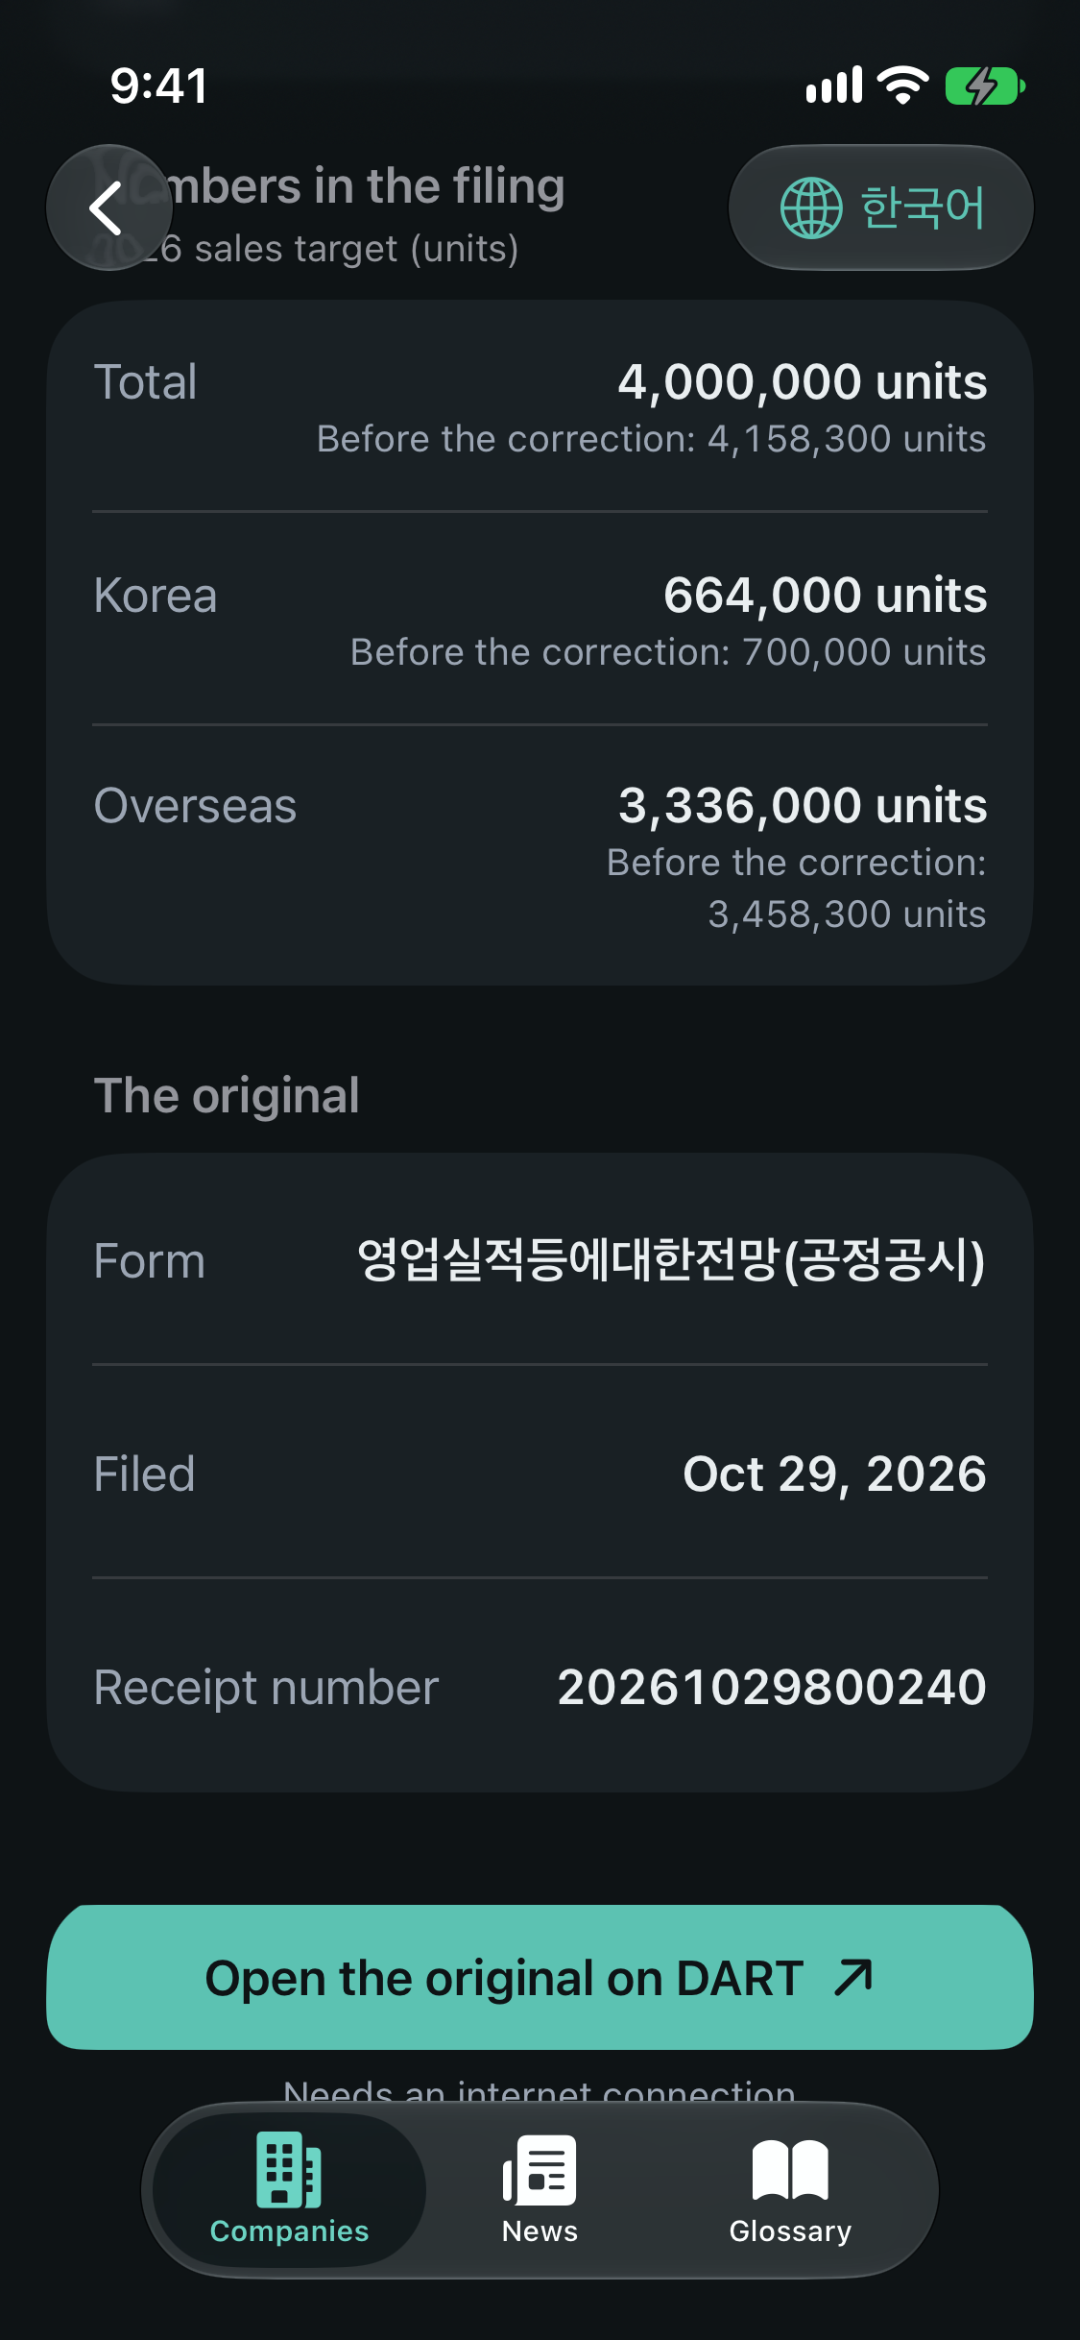 9:41
mbers in the filing
한국어
26 sales target (units)
Total
4,000,000 units
Before the correction: 4,158,300 units
Korea
664,000 units
Before the correction: 700,000 units
Overseas
3,336,000 units
Before the correction:
3,458,300 units
The original
Form
영업실적등에대한전망(공정공시)
Filed
Oct 29, 2026
Receipt number
20261029800240
Open the original on DART
Needs an internet connection
Companies
News
Glossary